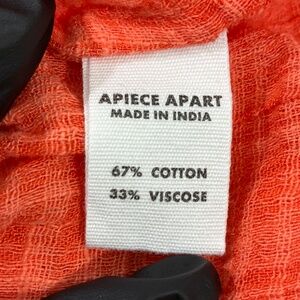 APIECE APART
MADE IN INDIA
67% COTTON
33% VISCOSE